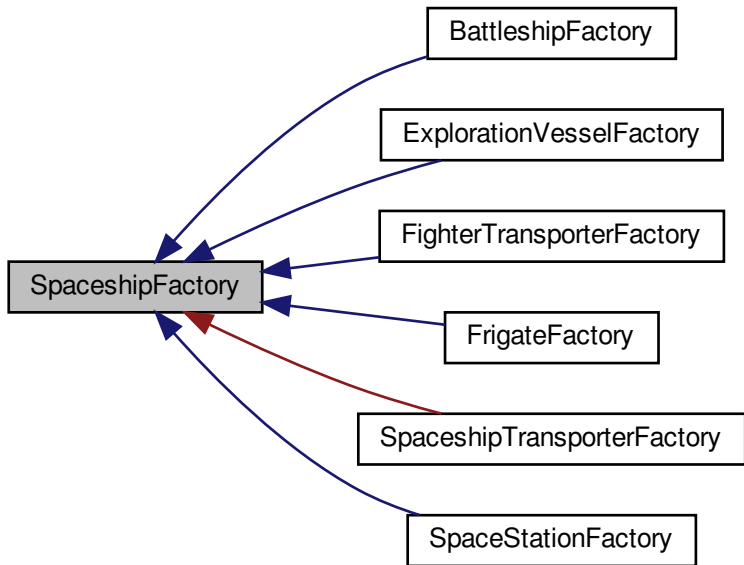 BattleshipFactory
ExplorationVesselFactory
FighterTransporterFactory
SpaceshipFactory
FrigateFactory
SpaceshipTransporterFactory
SpaceStationFactory